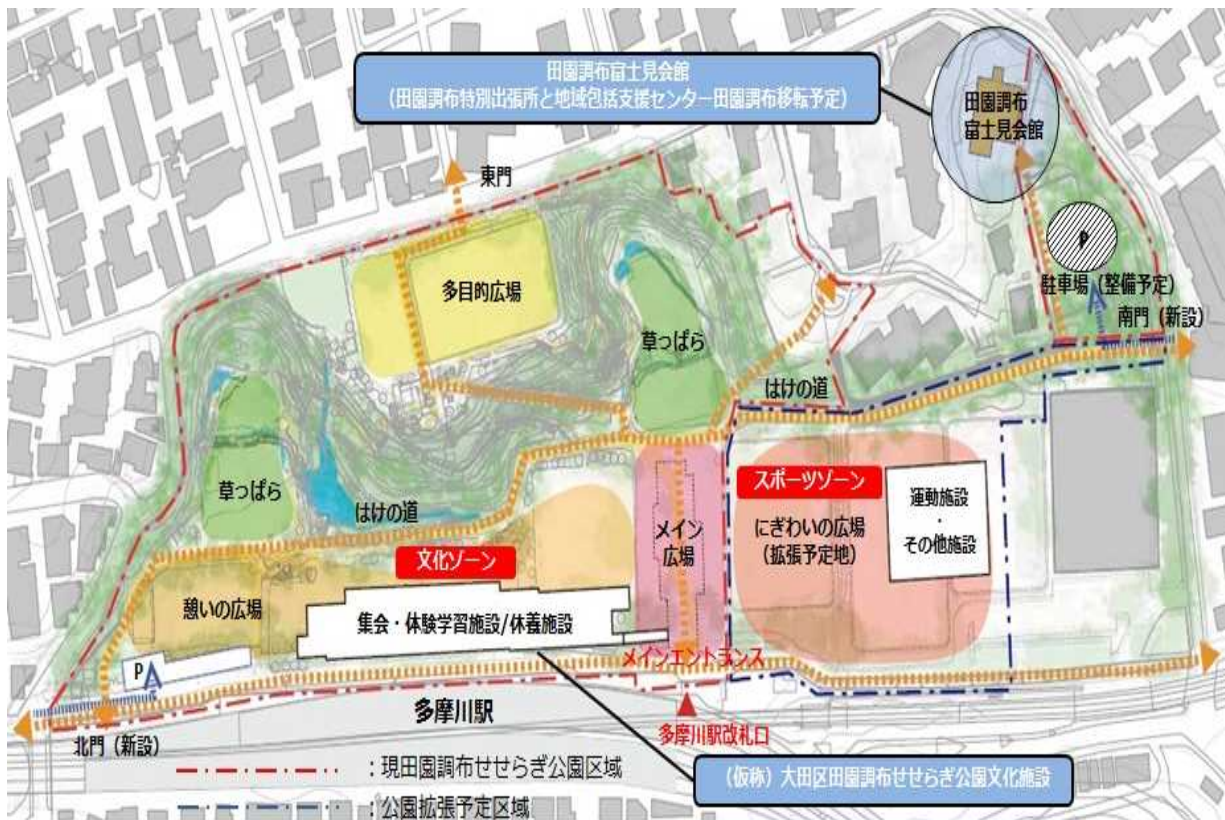 田園調布富士見会館
（田園調布特別出張所と地域包括支援センター田園調布移転予定）
田園調布
富士見会館
東門
P
駐車場（整備予定）
南門（新設）
多目的広場
草っぱら
はけの道
草っぱら
はけの道
スポーツゾーン
にぎわいの広場
（拡張予定地）
運動施設
・
その他施設
メイン
広場
文化ゾーン
憩いの広場
集会・体験学習施設/休養施設
P
メインエントランス
多摩川駅
多摩川駅改札口
北門（新設）
：現田園調布せせらぎ公園区域
：公園拡張予定区域
（仮称）大田区田園調布せせらぎ公園文化施設